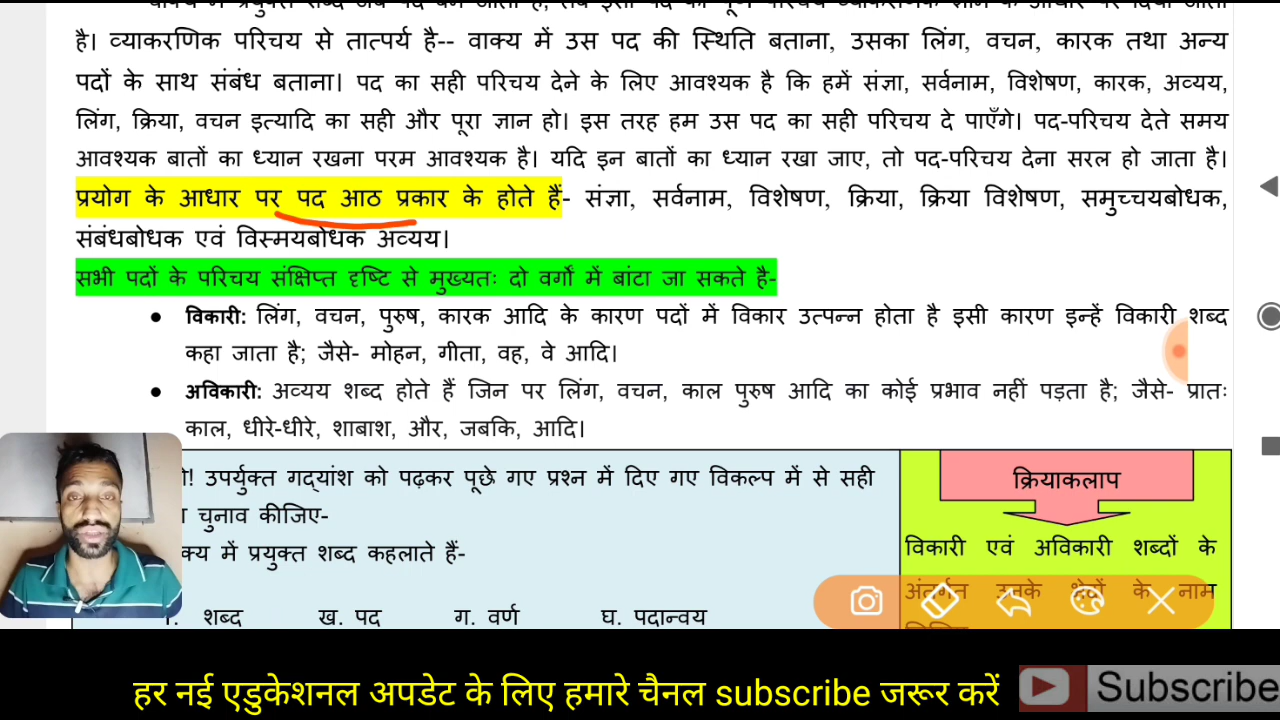 है। व्याकरणिक परिचय से तात्पर्य है-- वाक्य में उस पद की स्थिति बताना, उसका लिंग, वचन, कारक तथा अन्य
पदों के साथ संबंध बताना। पद का सही परिचय देने के लिए आवश्यक है कि हमें संज्ञा, सर्वनाम, विशेषण, कारक, अव्यय,
लिंग, क्रिया, वचन इत्यादि का सही और पूरा ज्ञान हो। इस तरह हम उस पद का सही परिचय दे पाएँगे। पद-परिचय देते समय
आवश्यक बातों का ध्यान रखना परम आवश्यक है। यदि इन बातों का ध्यान रखा जाए, तो पद-परिचय देना सरल हो जाता है।
प्रयोग के आधार पर पद आठ प्रकार के होते हैं- संज्ञा, सर्वनाम, विशेषण, क्रिया, क्रिया विशेषण, समुच्चयबोधक,
संबंधबोधक एवं विस्मयबोधक अव्यय।
सभी पदों के परिचय संक्षिप्त दृष्टि से मुख्यतः दो वर्गों में बांटा जा सकते है-
● विकारी: लिंग, वचन, पुरुष, कारक आदि के कारण पदों में विकार उत्पन्न होता है इसी कारण इन्हें विकारी शब्द
कहा जाता है; जैसे- मोहन, गीता, वह, वे आदि।
● अविकारी: अव्यय शब्द होते हैं जिन पर लिंग, वचन, काल पुरुष आदि का कोई प्रभाव नहीं पड़ता है; जैसे- प्रातः
काल, धीरे-धीरे, शाबाश, और, जबकि, आदि।
उपर्युक्त गद्यांश को पढ़कर पूछे गए प्रश्न में दिए गए विकल्प में से सही
चुनाव कीजिए-
में प्रयुक्त शब्द कहलाते हैं-
शब्द ख. पद ग. वर्ण घ. पदान्वय
क्रियाकलाप
विकारी एवं अविकारी शब्दों के
अंतर्गत उनके भेदों के नाम
हर नई एडुकेशनल अपडेट के लिए हमारे चैनल subscribe जरूर करें
Subscribe